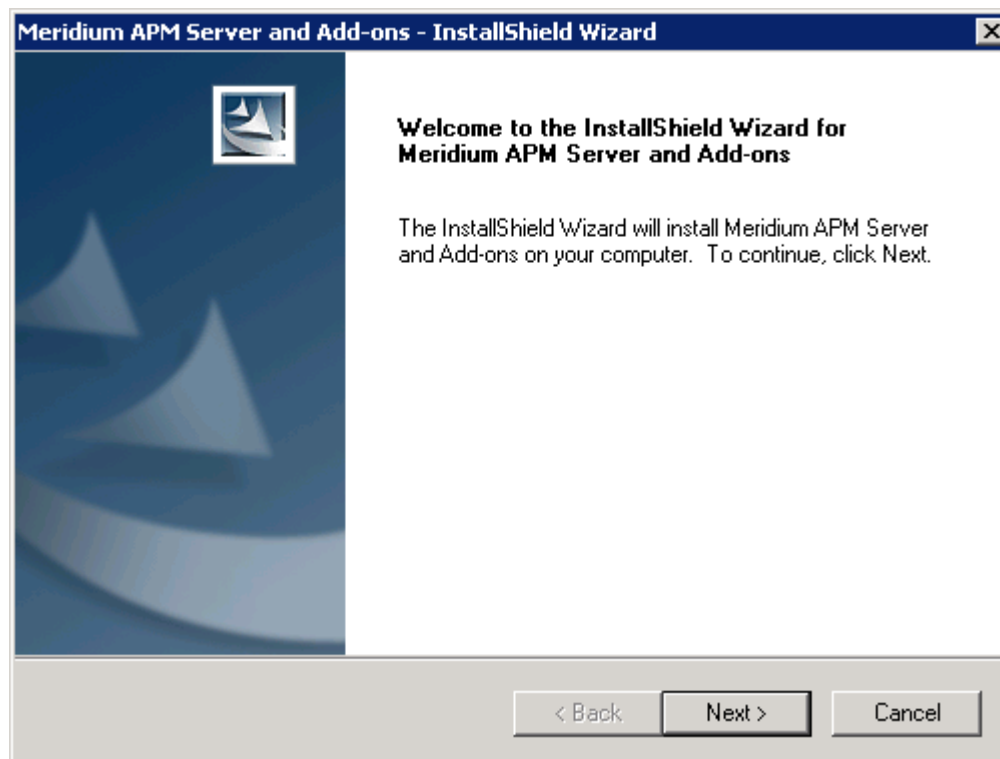 Meridium APM Server and Add-ons - InstallShield Wizard
Welcome to the InstallShield Wizard for
Meridium APM Server and Add-ons
The InstallShield Wizard will install Meridium APM Server
and Add-ons on your computer. To continue, click Next.
< Back
Next >
Cancel